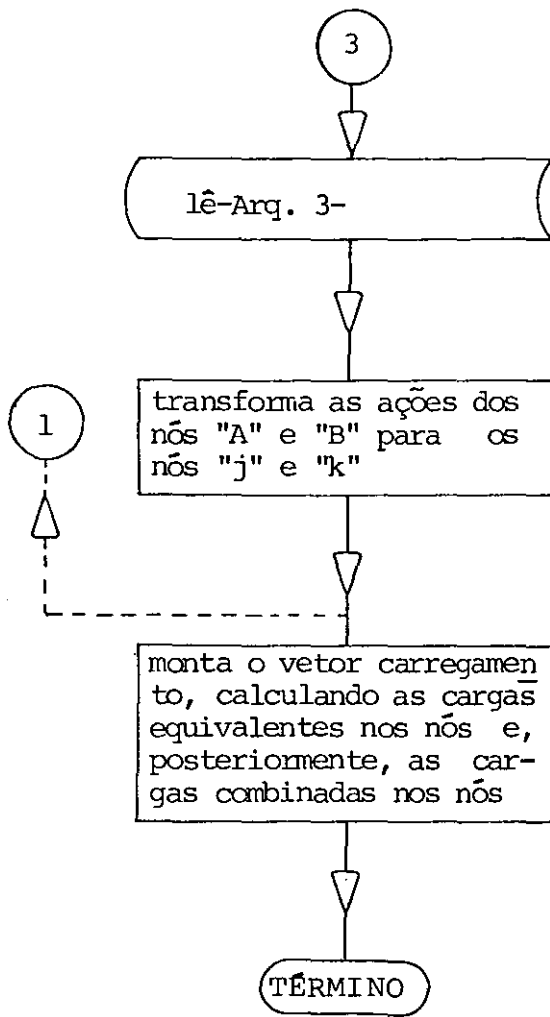 3
lê-Arq. 3-
transforma as ações dos
nós "A" e "B" para os
nós "j" e "k"
1
monta o vetor carregamen
to, calculando as cargas
equivalentes nos nós e,
posteriormente, as car-
gas combinadas nos nós
TÉRMINO